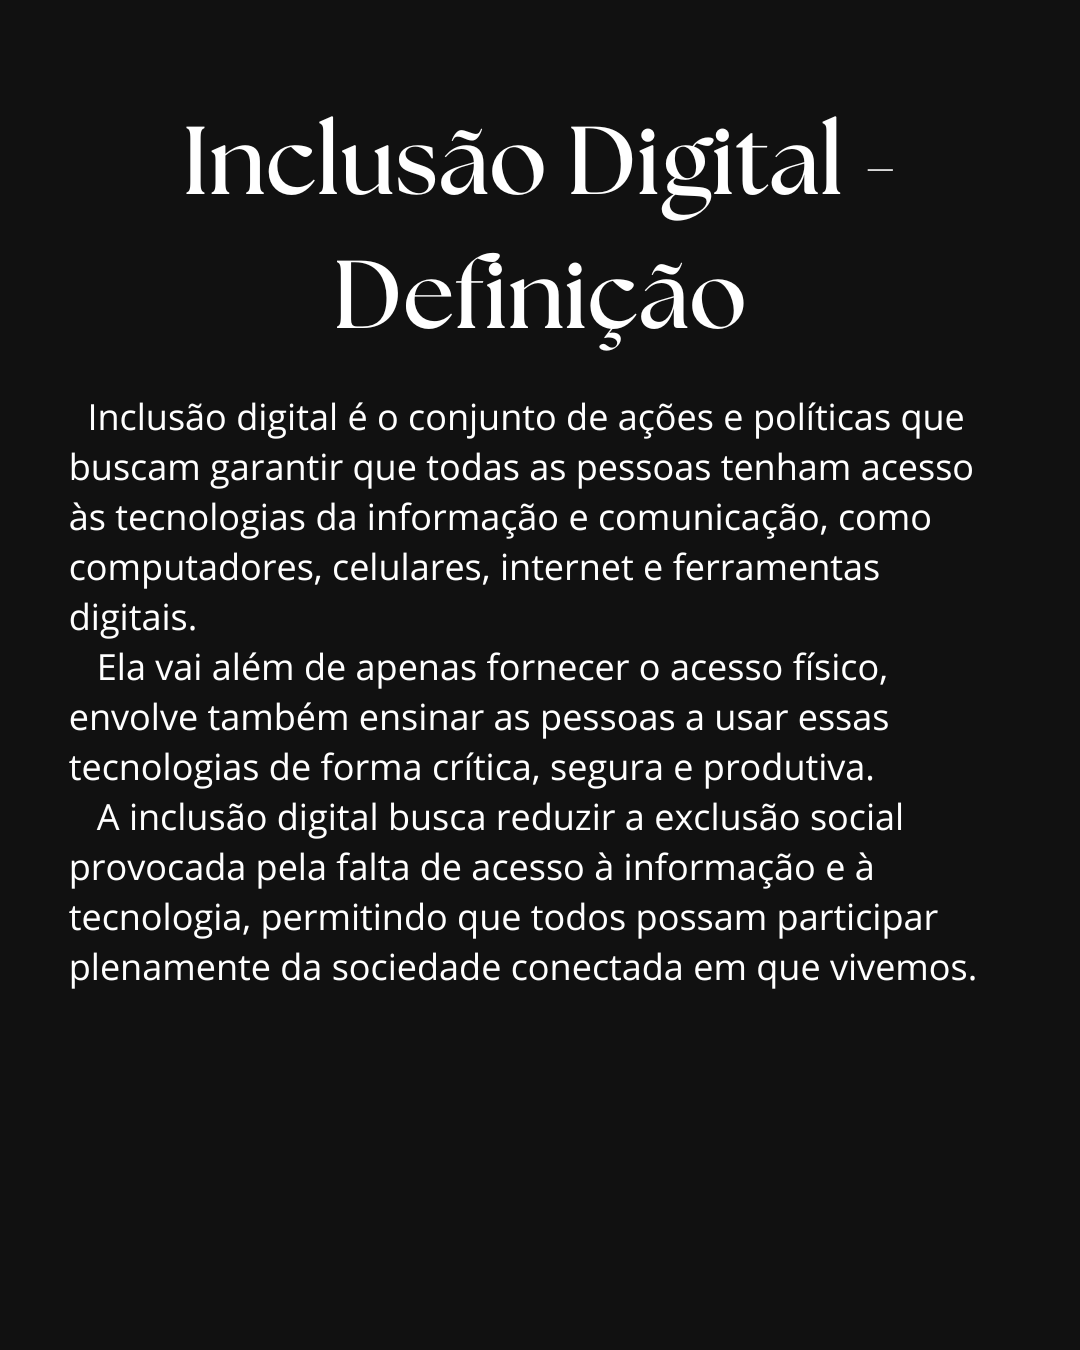 Inclusão Digital -
Definição
Inclusão digital é o conjunto de ações e políticas que
buscam garantir que todas as pessoas tenham acesso
às tecnologias da informação e comunicação, como
computadores, celulares, internet e ferramentas
digitais.
Ela vai além de apenas fornecer o acesso físico,
envolve também ensinar as pessoas a usar essas
tecnologias de forma crítica, segura e produtiva.
A inclusão digital busca reduzir a exclusão social
provocada pela falta de acesso à informação e à
tecnologia, permitindo que todos possam participar
plenamente da sociedade conectada em que vivemos.